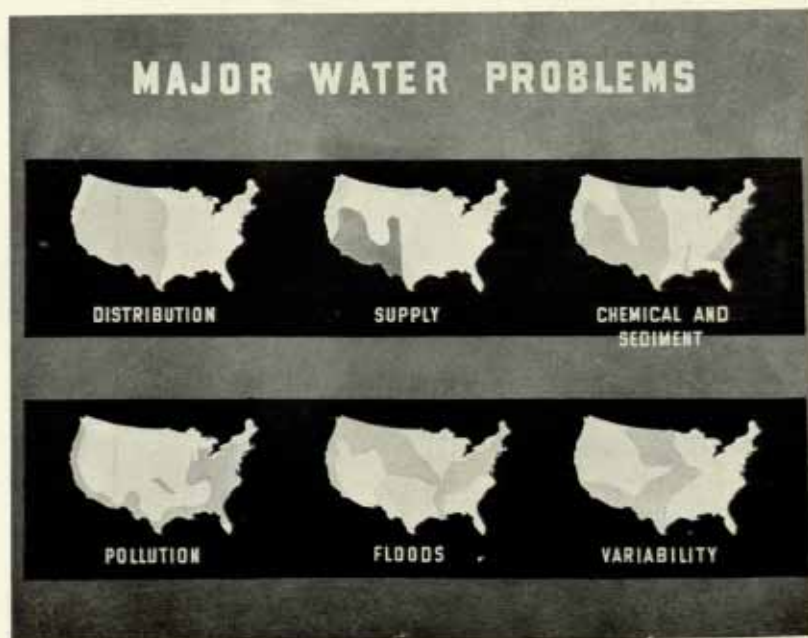 MAJOR WATER PROBLEMS
DISTRIBUTION
SUPPLY
CHEMICAL AND
SEDIMENT
POLLUTION
FLOODS
VARIABILITY